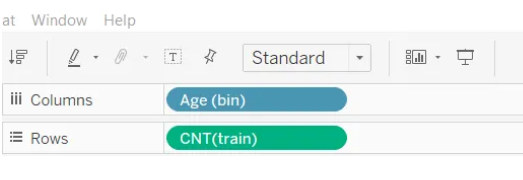 at Window Help
T Standard
Columns Age (bin)
Rows CNT(train)